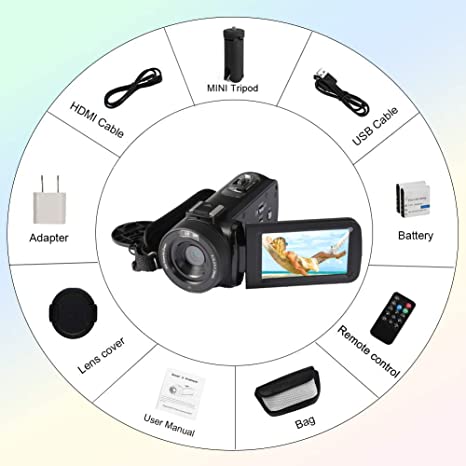 MINI Tripod
USB Cable
Battery
Remote control
Bag
User Manual
Lens cover
Adapter
HDMI Cable